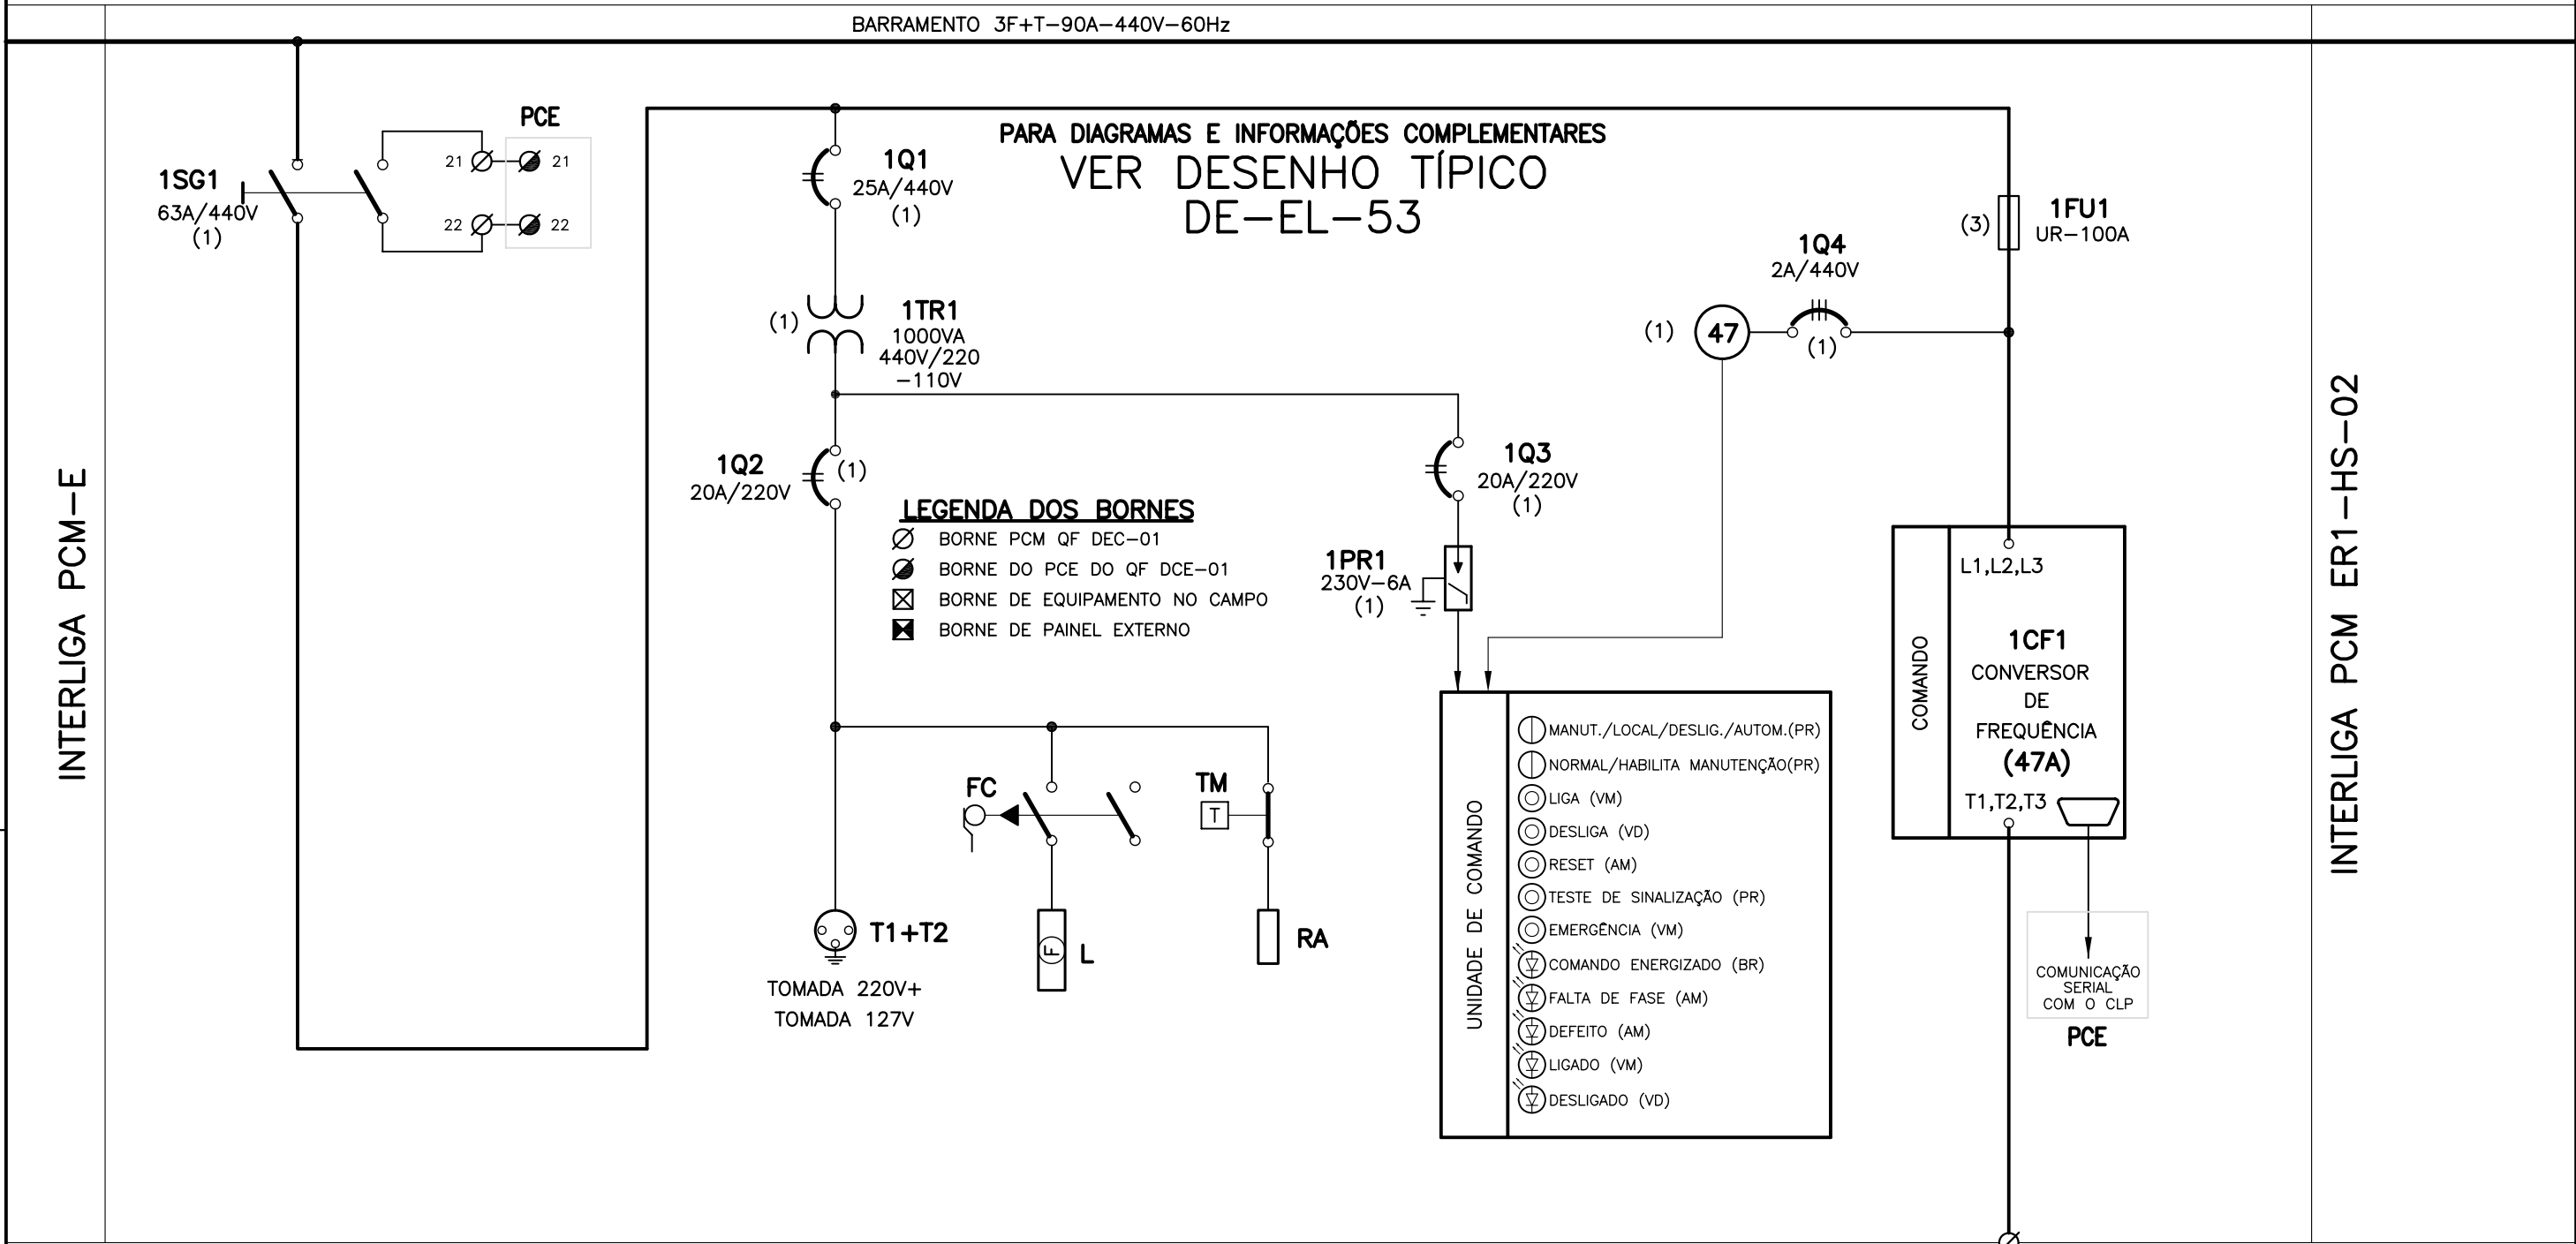 BARRAMENTO 3F+T-90A-440V-60Hz
INTERLIGA PCM-E
1SG1
63A/440V
(1)
PCE
21
21
22
22
1Q1
25A/440V
(1)
PARA DIAGRAMAS E INFORMAÇÕES COMPLEMENTARES
VER DESENHO TÍPICO
DE-EL-53
(1)
1TR1
1000VA
440V/220
-110V
1Q2
20A/220V
(1)
LEGENDA DOS BORNES
BORNE PCM QF DEC-01
BORNE DO PCE DO QF DCE-01
BORNE DE EQUIPAMENTO NO CAMPO
BORNE DE PAINEL EXTERNO
FC
TM
T
T1+T2
TOMADA 220V+
TOMADA 127V
F
L
RA
1Q3
20A/220V
(1)
1PR1
230V-6A
(1)
(1)
47
1Q4
2A/440V
(1)
(3)
1FU1
UR-100A
UNIDADE DE COMANDO
MANUT./LOCAL/DESLIG./AUTOM.(PR)
NORMAL/HABILITA MANUTENÇÃO(PR)
LIGA (VM)
DESLIGA (VD)
RESET (AM)
TESTE DE SINALIZAÇÃO (PR)
EMERGÊNCIA (VM)
COMANDO ENERGIZADO (BR)
FALTA DE FASE (AM)
DEFEITO (AM)
LIGADO (VM)
DESLIGADO (VD)
COMANDO
L1,L2,L3
1CF1
CONVERSOR
DE
FREQUÊNCIA
(47A)
T1,T2,T3
COMUNICAÇÃO
SERIAL
COM O CLP
PCE
INTERLIGA PCM ER1-HS-02